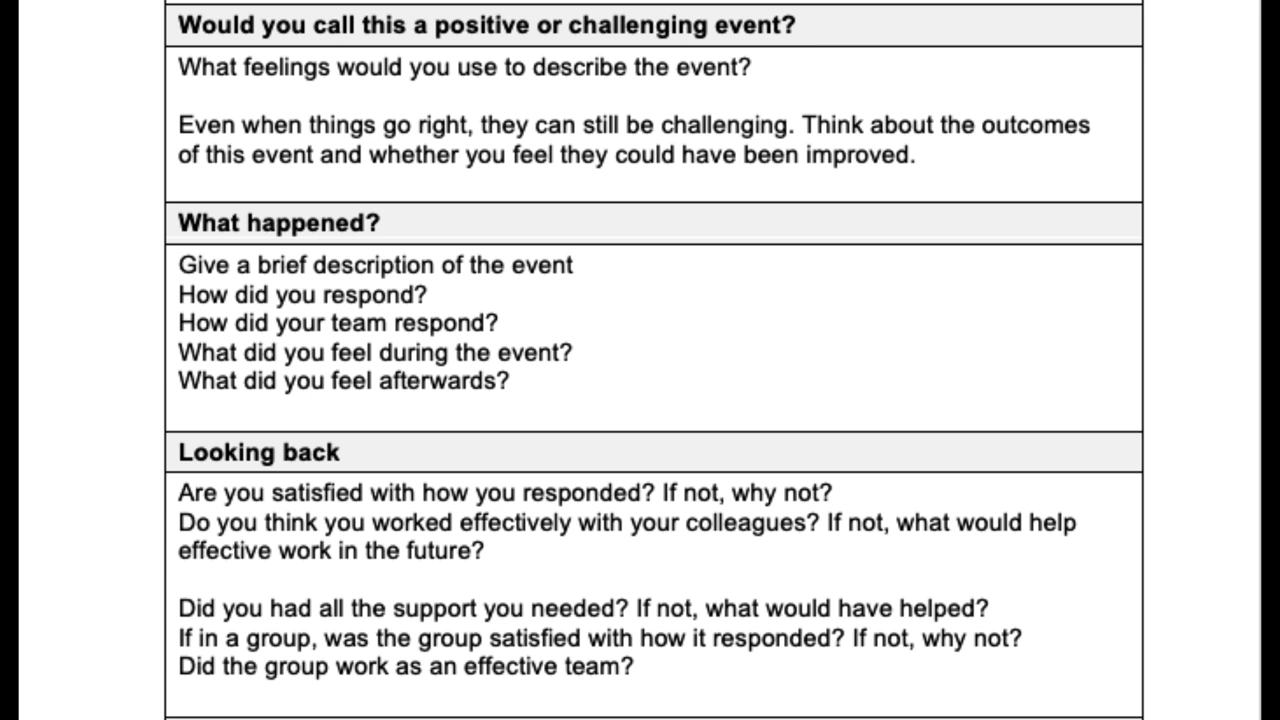 Would you call this a positive or challenging event?
What feelings would you use to describe the event?
Even when things go right, they can still be challenging. Think about the outcomes
of this event and whether you feel they could have been improved.
What happened?
Give a brief description of the event
How did you respond?
How did your team respond?
What did you feel during the event?
What did you feel afterwards?
Looking back
Are you satisfied with how you responded? If not, why not?
Do you think you worked effectively with your colleagues? If not, what would help
effective work in the future?
Did you had all the support you needed? If not, what would have helped?
If in a group, was the group satisfied with how it responded? If not, why not?
Did the group work as an effective team?